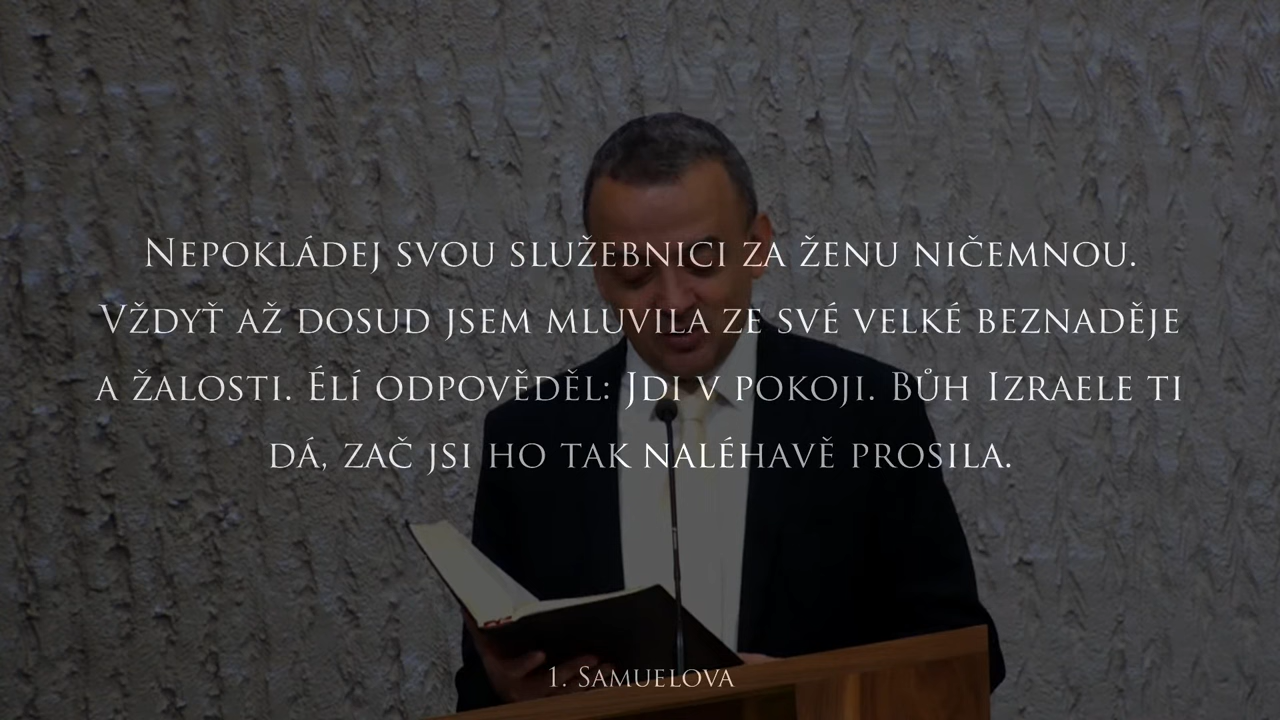 Nepokládej svou služebnici za ženu ničemnou.
Vždyť až dosud jsem mluvila ze své velké beznaděje
a žalosti. Élí odpověděl: Jdi v pokoji. Bůh Izraele ti
dá, zač jsi ho tak naléhavě prosila.
1. Samuelova